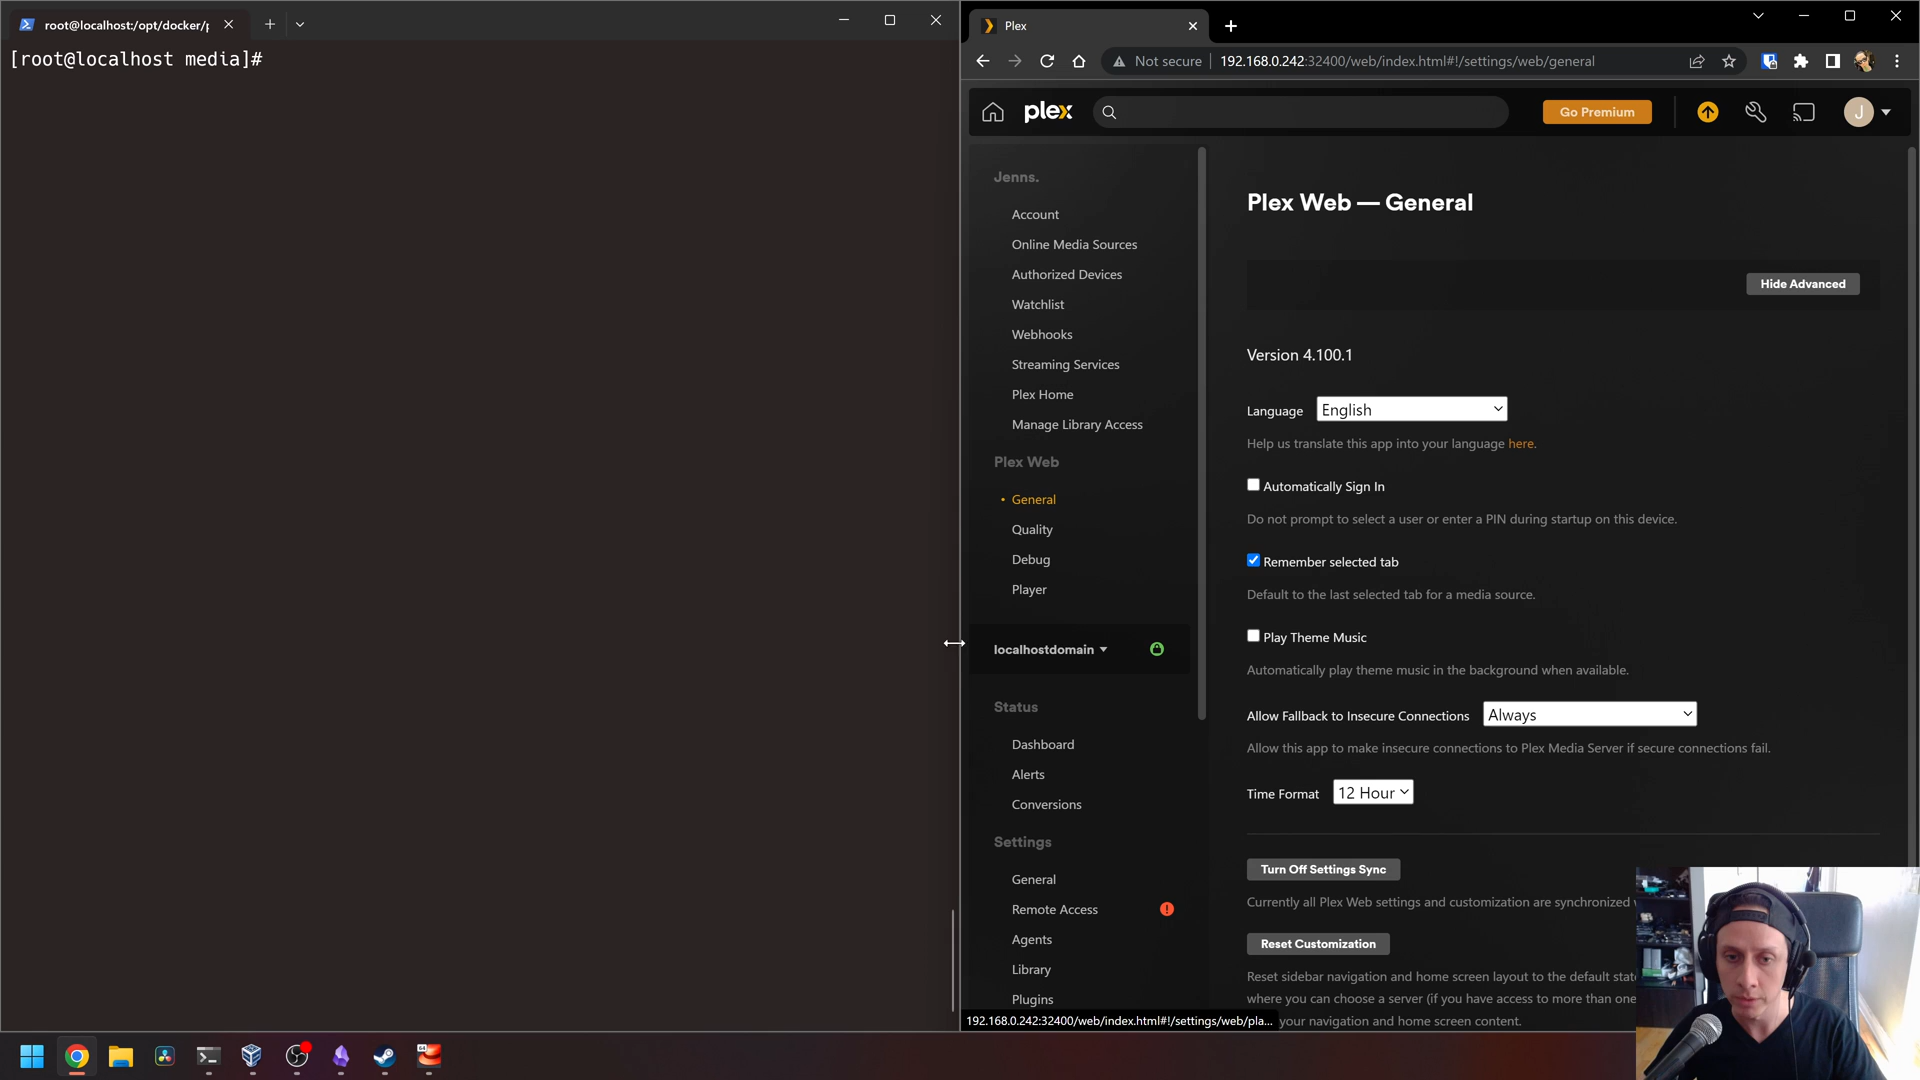 root@localhost:/opt/docker/p
[root@localhost media]#
Plex
Not secure
192.168.0.242:32400/web/index.html#!/settings/web/general
plex
Go Premium
J
Jenns.
Account
Online Media Sources
Authorized Devices
Watchlist
Webhooks
Streaming Services
Plex Home
Manage Library Access
Plex Web
General
Quality
Debug
Player
localhostdomain
Status
Dashboard
Alerts
Conversions
Settings
General
Remote Access
Agents
Library
Plugins
192.168.0.242:32400/web/index.html#!/settings/web/pla...
Plex Web — General
Hide Advanced
Version 4.100.1
Language English
Help us translate this app into your language here.
Automatically Sign In
Do not prompt to select a user or enter a PIN during startup on this device.
Remember selected tab
Default to the last selected tab for a media source.
Play Theme Music
Automatically play theme music in the background when available.
Allow Fallback to Insecure Connections Always
Allow this app to make insecure connections to Plex Media Server if secure connections fail.
Time Format 12 Hour
Turn Off Settings Sync
Currently all Plex Web settings and customization are synchronized
Reset Customization
Reset sidebar navigation and home screen layout to the default stat
where you can choose a server (if you have access to more than one
your navigation and home screen content.
64